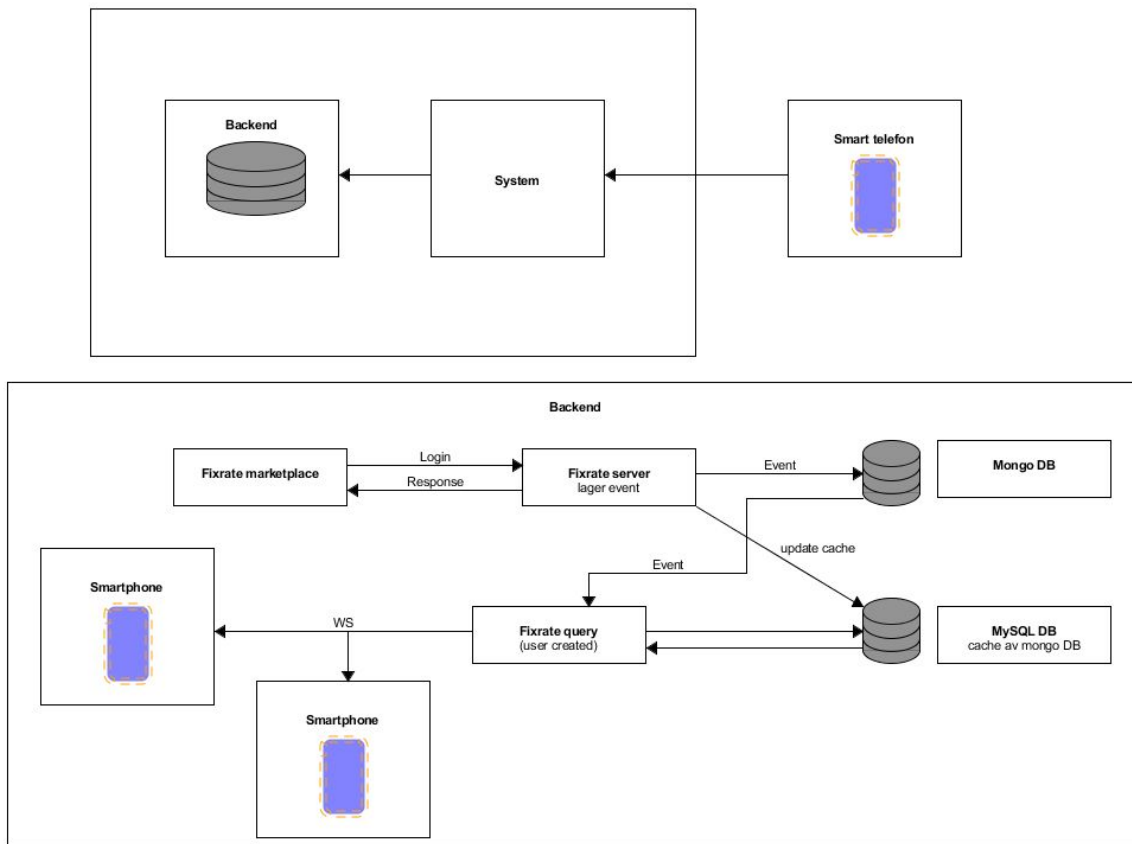 Backend
System
Smart telefon
Backend
Fixrate marketplace
Login
Response
Fixrate server
lager event
Event
Mongo DB
update cache
Event
Smartphone
WS
Fixrate query
(user created)
MySQL DB
cache av mongo DB
Smartphone